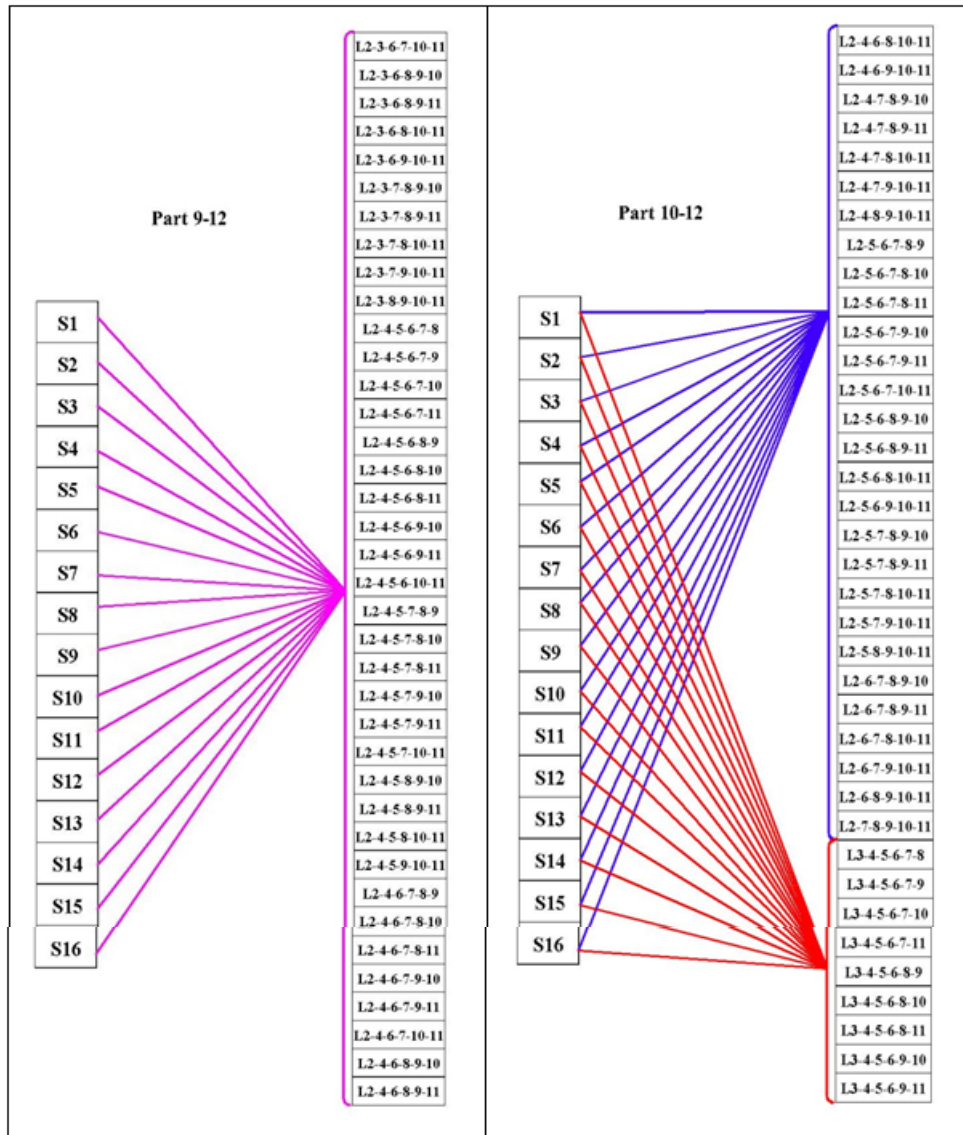 Part 9-12
S1
S2
S3
S4
S5
S6
S7
S8
S9
S10
S11
S12
S13
S14
S15
S16
L2-3-6-7-10-11
L2-3-6-8-9-10
L2-3-6-8-9-11
L2-3-6-8-10-11
L2-3-6-9-10-11
L2-3-7-8-9-10
L2-3-7-8-9-11
L2-3-7-8-10-11
L2-3-7-9-10-11
L2-3-8-9-10-11
L2-4-5-6-7-8
L2-4-5-6-7-9
L2-4-5-6-7-10
L2-4-5-6-7-11
L2-4-5-6-8-9
L2-4-5-6-8-10
L2-4-5-6-8-11
L2-4-5-6-9-10
L2-4-5-6-9-11
L2-4-5-6-10-11
L2-4-5-7-8-9
L2-4-5-7-8-10
L2-4-5-7-8-11
L2-4-5-7-9-10
L2-4-5-7-9-11
L2-4-5-7-10-11
L2-4-5-8-9-10
L2-4-5-8-9-11
L2-4-5-8-10-11
L2-4-5-9-10-11
L2-4-6-7-8-9
L2-4-6-7-8-10
L2-4-6-7-8-11
L2-4-6-7-9-10
L2-4-6-7-9-11
L2-4-6-7-10-11
L2-4-6-8-9-10
L2-4-6-8-9-11
Part 10-12
S1
S2
S3
S4
S5
S6
S7
S8
S9
S10
S11
S12
S13
S14
S15
S16
L2-4-6-8-10-11
L2-4-6-9-10-11
L2-4-7-8-9-10
L2-4-7-8-9-11
L2-4-7-8-10-11
L2-4-7-9-10-11
L2-4-8-9-10-11
L2-5-6-7-8-9
L2-5-6-7-8-10
L2-5-6-7-8-11
L2-5-6-7-9-10
L2-5-6-7-9-11
L2-5-6-7-10-11
L2-5-6-8-9-10
L2-5-6-8-9-11
L2-5-6-8-10-11
L2-5-6-9-10-11
L2-5-7-8-9-10
L2-5-7-8-9-11
L2-5-7-8-10-11
L2-5-7-9-10-11
L2-5-8-9-10-11
L2-6-7-8-9-10
L2-6-7-8-9-11
L2-6-7-8-10-11
L2-6-7-9-10-11
L2-6-8-9-10-11
L2-7-8-9-10-11
L3-4-5-6-7-8
L3-4-5-6-7-9
L3-4-5-6-7-10
L3-4-5-6-7-11
L3-4-5-6-8-9
L3-4-5-6-8-10
L3-4-5-6-8-11
L3-4-5-6-9-10
L3-4-5-6-9-11